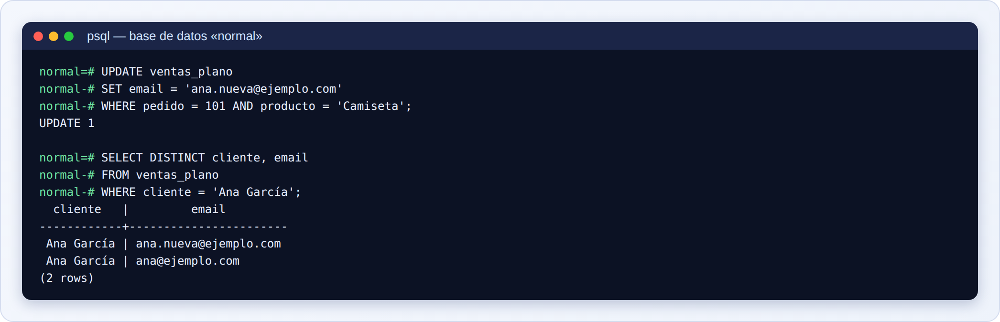 psql — base de datos «normal»
normal=# UPDATE ventas_plano
normal-# SET email = 'ana.nueva@ejemplo.com'
normal-# WHERE pedido = 101 AND producto = 'Camiseta';
UPDATE 1
normal=# SELECT DISTINCT cliente, email
normal-# FROM ventas_plano
normal-# WHERE cliente = 'Ana García';
  cliente   |         email
------------+-----------------------
 Ana García | ana.nueva@ejemplo.com
 Ana García | ana@ejemplo.com
(2 rows)